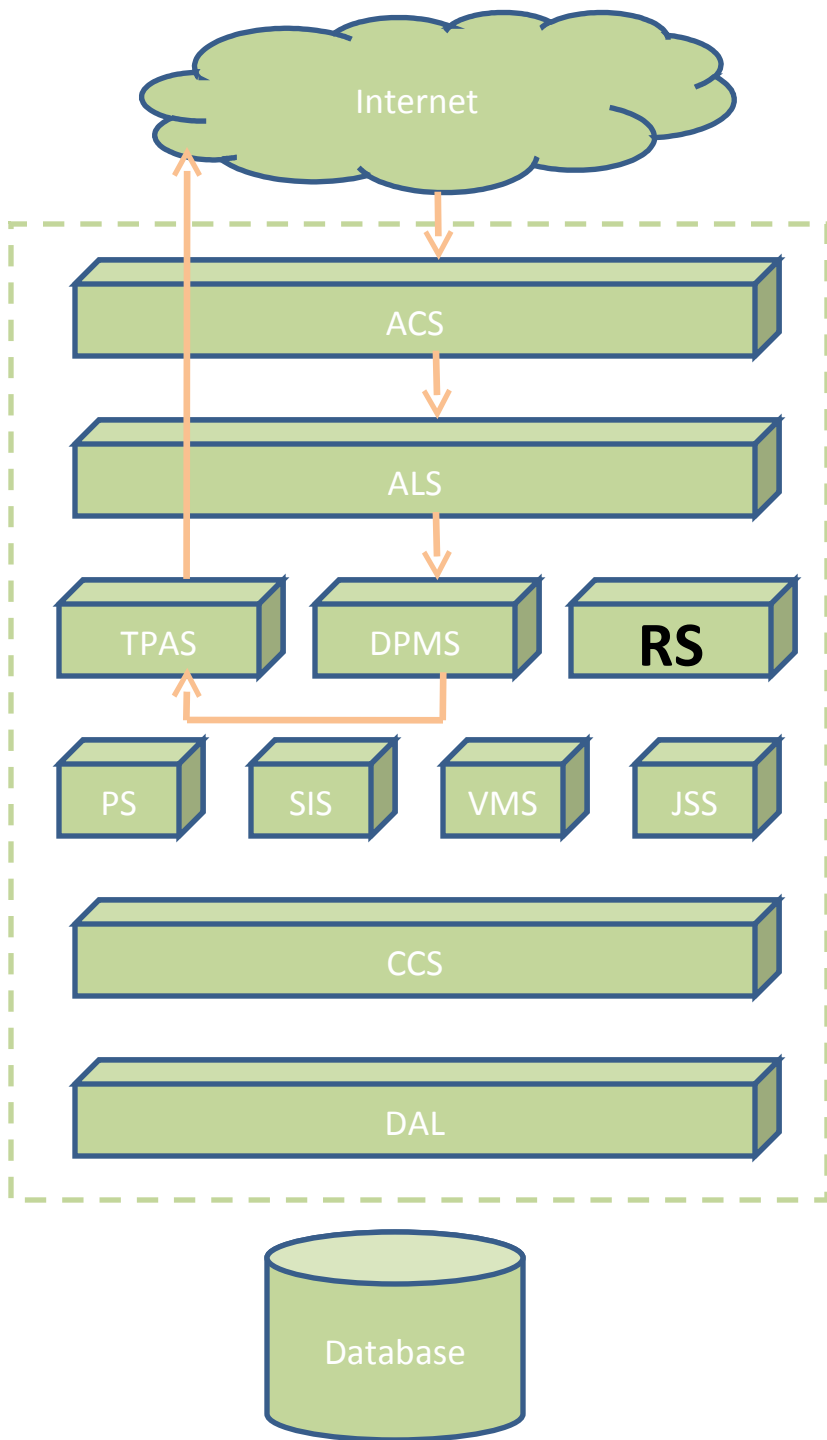 Internet
ACS
ALS
TPAS DPMS RS
PS SIS VMS JSS
CCS
DAL
Database